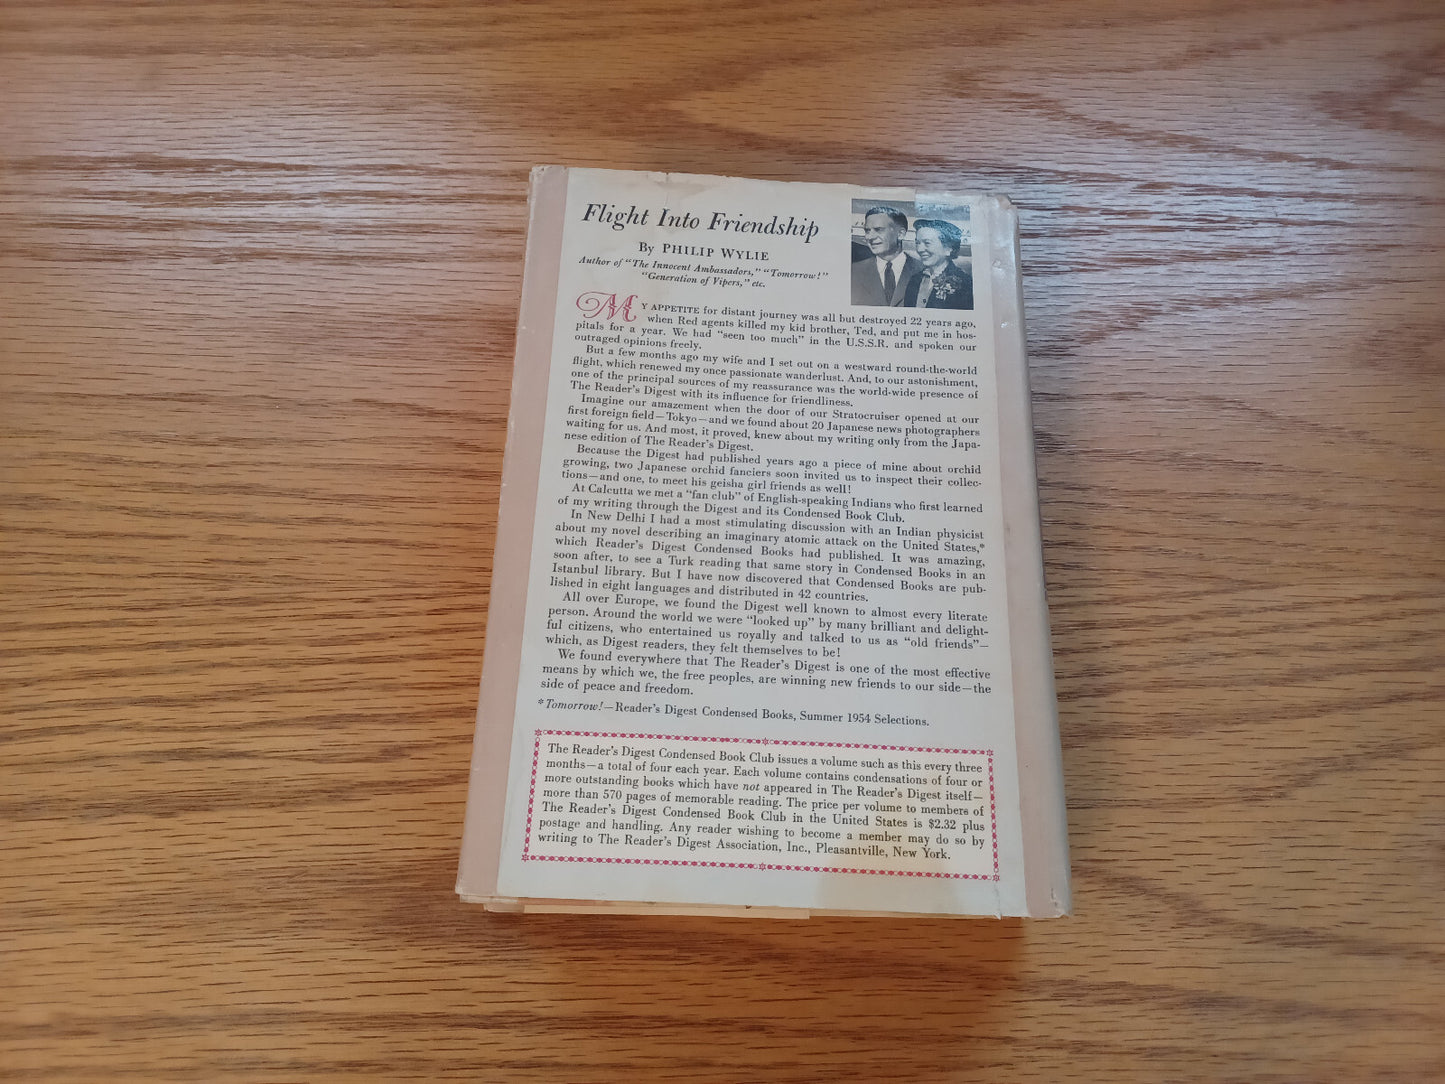 Flight Into Friendship
By PHILIP WYLIE
Author of "The Innocent Ambassadors," "Tomorrow!"
"Generation of Vipers," etc.
MY APPETITE for distant journey was all but destroyed 22 years ago,
when Red agents killed my kid brother, Ted, and put me in hos-
pitals for a year. We had "seen too much" in the U.S.S.R. and spoken our
outraged opinions freely.
But a few months ago my wife and I set out on a westward round-the-world
flight, which renewed my once passionate wanderlust. And, to our astonishment,
one of the principal sources of my reassurance was the world-wide presence of
The Reader's Digest with its influence for friendliness.
Imagine our amazement when the door of our Stratocruiser opened at our
first foreign field—Tokyo—and we found about 20 Japanese news photographers
waiting for us. And most, it proved, knew about my writing only from the Japa-
nese edition of The Reader's Digest.
Because the Digest had published years ago a piece of mine about orchid
growing, two Japanese orchid fanciers soon invited us to inspect their collec-
tions—and one, to meet his geisha girl friends as well!
At Calcutta we met a "fan club" of English-speaking Indians who first learned
of my writing through the Digest and its Condensed Book Club.
In New Delhi I had a most stimulating discussion with an Indian physicist
about my novel describing an imaginary atomic attack on the United States,*
which Reader's Digest Condensed Books had published. It was amazing,
soon after, to see a Turk reading that same story in Condensed Books in an
Istanbul library. But I have now discovered that Condensed Books are pub-
lished in eight languages and distributed in 42 countries.
All over Europe, we found the Digest well known to almost every literate
person. Around the world we were "looked up" by many brilliant and delight-
ful citizens, who entertained us royally and talked to us as "old friends"—
which, as Digest readers, they felt themselves to be!
We found everywhere that The Reader's Digest is one of the most effective
means by which we, the free peoples, are winning new friends to our side—the
side of peace and freedom.
*Tomorrow!—Reader's Digest Condensed Books, Summer 1954 Selections.
The Reader's Digest Condensed Book Club issues a volume such as this every three
months—a total of four each year. Each volume contains condensations of four or
more outstanding books which have not appeared in The Reader's Digest itself—
more than 570 pages of memorable reading. The price per volume to members of
The Reader's Digest Condensed Book Club in the United States is $2.32 plus
postage and handling. Any reader wishing to become a member may do so by
writing to The Reader's Digest Association, Inc., Pleasantville, New York.